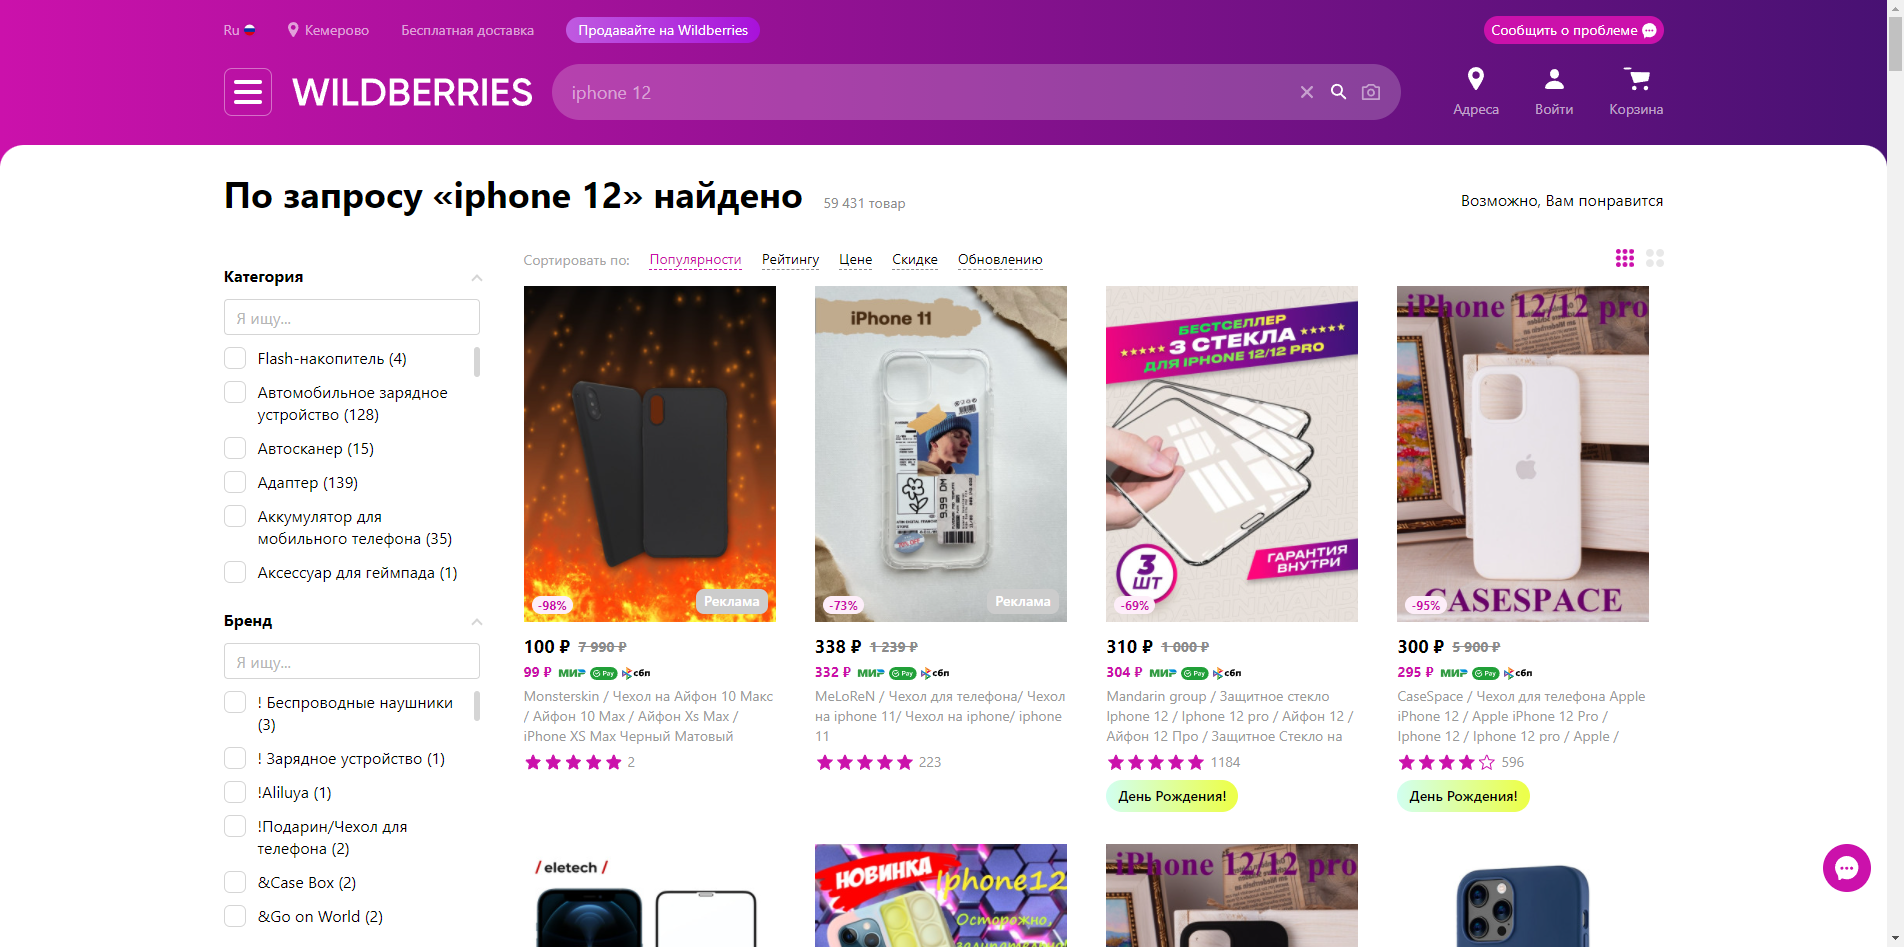 Ru
Кемерово
Бесплатная доставка
Продавайте на Wildberries
Сообщить о проблеме
WILDBERRIES
iphone 12
Адреса
Войти
Корзина
По запросу «iphone 12» найдено
59 431 товар
Возможно, Вам понравится
Сортировать по:
Популярности
Рейтингу
Цене
Скидке
Обновлению
Категория
Я ищу...
Flash-накопитель (4)
Автомобильное зарядное
устройство (128)
Автосканер (15)
Адаптер (139)
Аккумулятор для
мобильного телефона (35)
Аксессуар для геймпада (1)
Бренд
Я ищу...
! Беспроводные наушники
(3)
! Зарядное устройство (1)
!Aliluya (1)
!Подарин/Чехол для
телефона (2)
&Case Box (2)
&Go on World (2)
-98%
Реклама
100 ₽ 7 990 ₽
99 ₽ МИР Pay сбп
Monsterskin / Чехол на Айфон 10 Макс
/ Айфон 10 Max / Айфон Xs Max /
iPhone XS Max Черный Матовый
2
iPhone 11
9.99 DM
-73%
Реклама
338 ₽ 1 239 ₽
332 ₽ МИР Pay сбп
MeLoReN / Чехол для телефона/ Чехол
на iphone 11/ Чехол на iphone/ iphone
11
223
БЕСТСЕЛЛЕР
3 СТЕКЛА
ДЛЯ IPHONE 12/12 PRO
3
ШТ
ГАРАНТИЯ
ВНУТРИ
-69%
310 ₽ 1 000 ₽
304 ₽ МИР Pay сбп
Mandarin group / Защитное стекло
Iphone 12 / Iphone 12 pro / Айфон 12 /
Айфон 12 Про / Защитное Стекло на
1184
День Рождения!
iPhone 12/12 pro
CASESPACE
-95%
300 ₽ 5 900 ₽
295 ₽ МИР Pay сбп
CaseSpace / Чехол для телефона Apple
iPhone 12 / Apple iPhone 12 Pro /
Iphone 12 / Iphone 12 pro / Apple /
596
День Рождения!
/ eletech /
НОВИНКА
Iphone12
Осторожно,
залипательно!
iPhone 12/12 pro